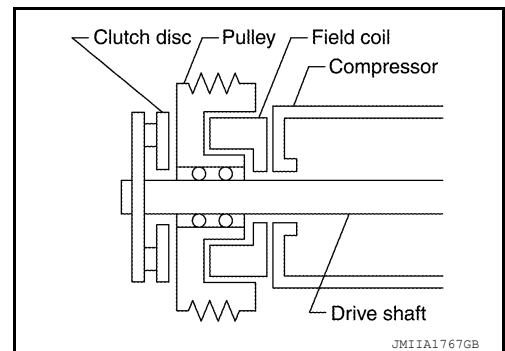 Clutch disc
Pulley
Field coil
Compressor
Drive shaft
JMIIA1767GB